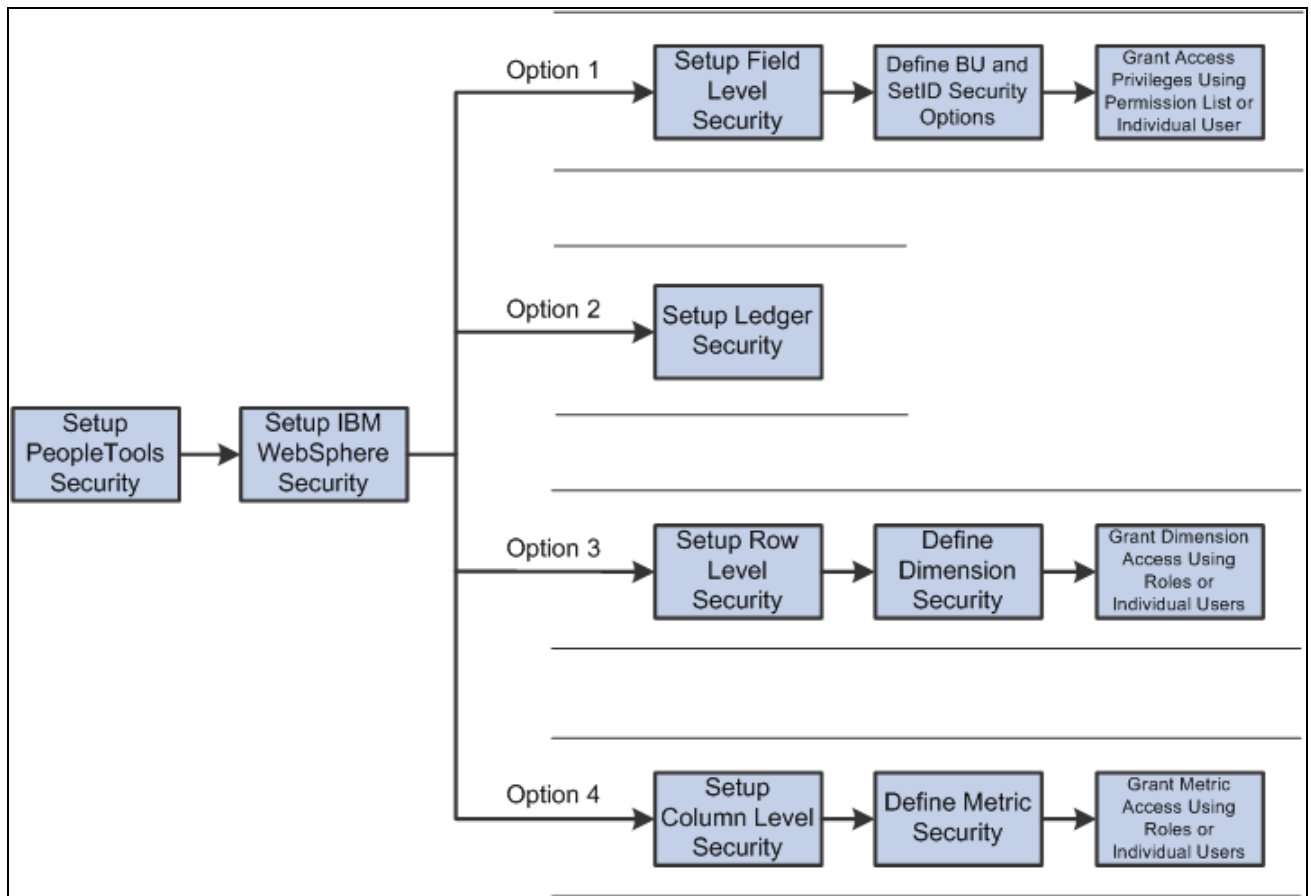 Setup
PeopleTools
Security
Setup IBM
WebSphere
Security
Option 1
Setup Field
Level
Security
Define BU and
SetID Security
Options
Grant Access
Privileges Using
Permission List or
Individual User
Option 2
Setup Ledger
Security
Option 3
Setup Row
Level
Security
Define
Dimension
Security
Grant Dimension
Access Using
Roles or
Individual Users
Option 4
Setup
Column Level
Security
Define Metric
Security
Grant Metric
Access Using
Roles or
Individual Users